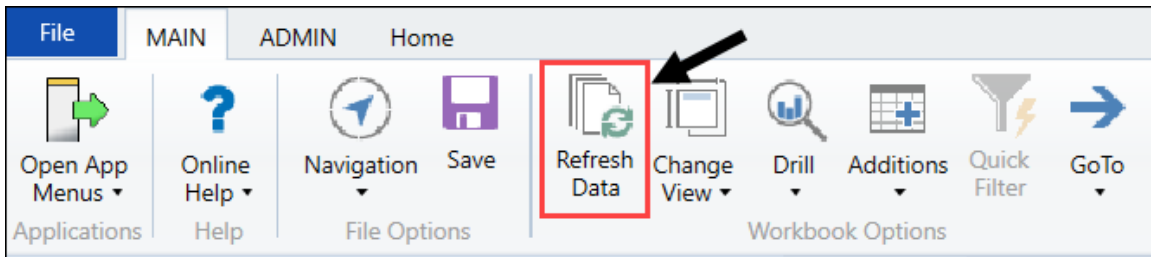 File MAIN ADMIN Home
Open App Menus
Online Help
Navigation
Save
Refresh Data
Change View
Drill
Additions
Quick Filter
GoTo
Applications Help File Options Workbook Options